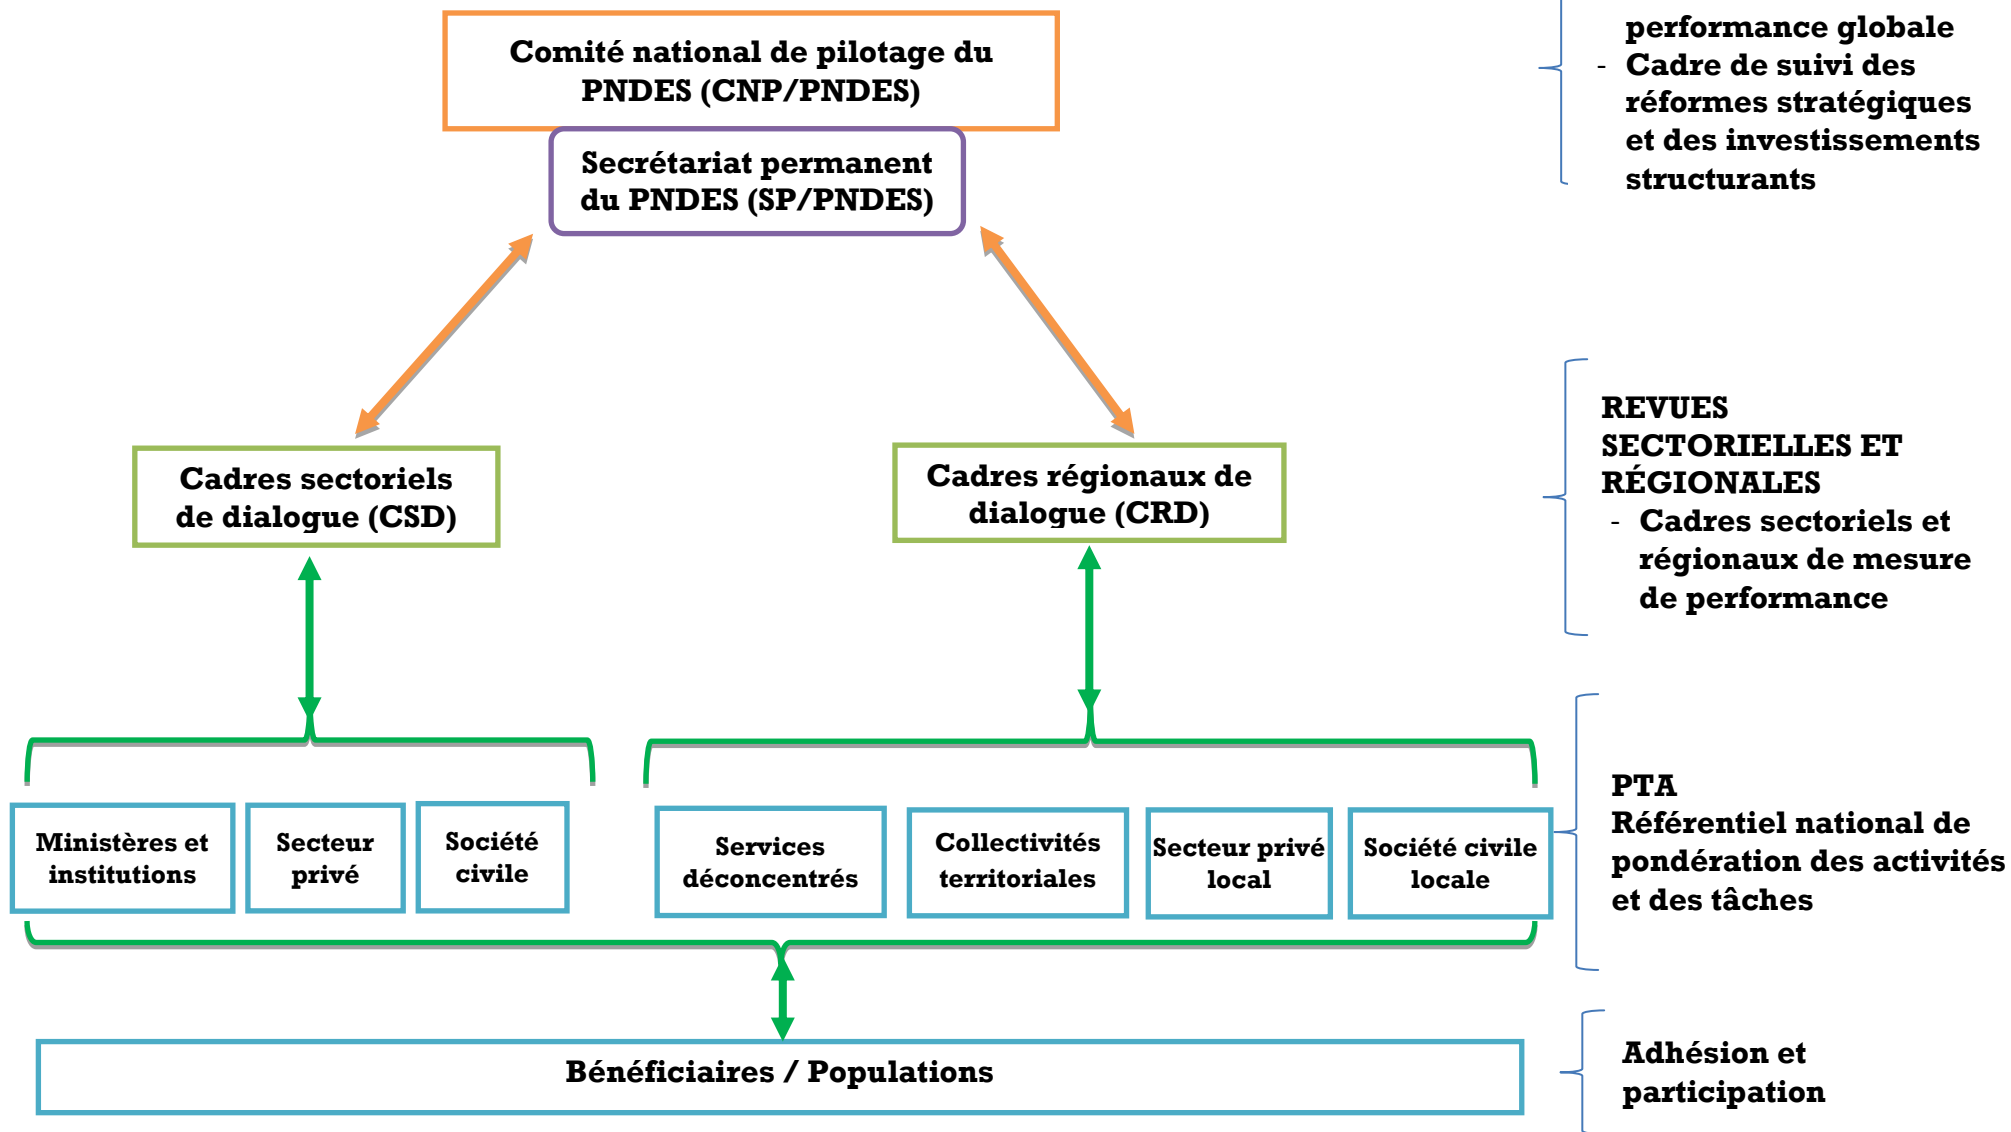 Comité national de pilotage du
PNDES (CNP/PNDES)
Secrétariat permanent
du PNDES (SP/PNDES)
performance globale
- Cadre de suivi des
réformes stratégiques
et des investissements
structurants
Cadres sectoriels
de dialogue (CSD)
Cadres régionaux de
dialogue (CRD)
REVUES
SECTORIELLES ET
RÉGIONALES
- Cadres sectoriels et
régionaux de mesure
de performance
Ministères et
institutions
Secteur
privé
Société
civile
Services
déconcentrés
Collectivités
territoriales
Secteur privé
local
Société civile
locale
PTA
Référentiel national de
pondération des activités
et des tâches
Bénéficiaires / Populations
Adhésion et
participation